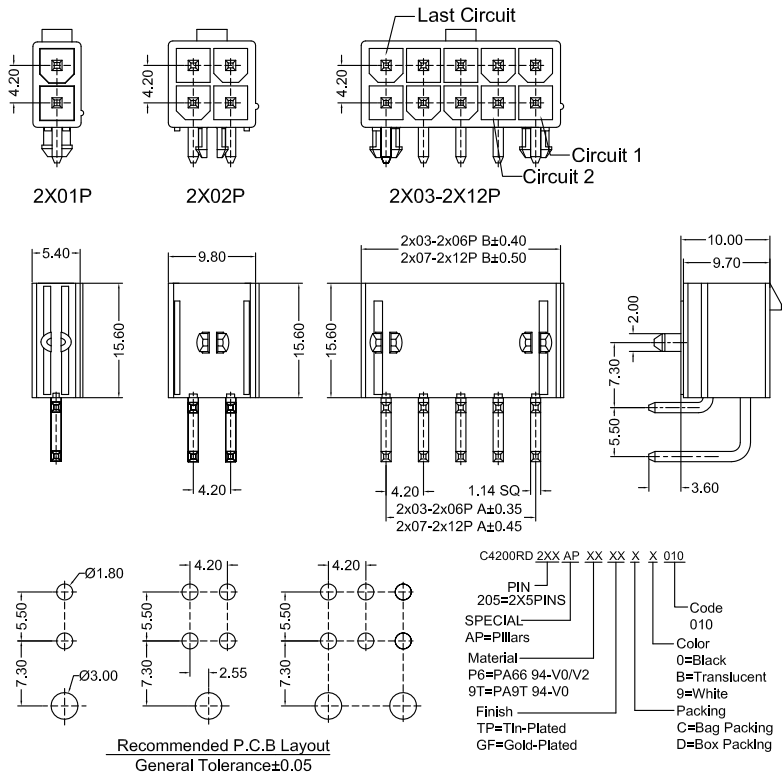 Last Circuit
4.20
4.20
4.20
Circuit 1
Circuit 2
2X01P
2X02P
2X03-2X12P
5.40
9.80
2x03-2x06P B±0.40
2x07-2x12P B±0.50
10.00
9.70
15.60
15.60
15.60
2.00
7.30
5.50
3.60
4.20
4.20
1.14 SQ
2x03-2x06P A±0.35
2x07-2x12P A±0.45
Ø1.80
4.20
4.20
5.50
5.50
5.50
7.30
7.30
7.30
Ø3.00
2.55
Recommended P.C.B Layout
General Tolerance±0.05
C4200RD 2XX AP XX XX X X 010
PIN
205=2X5PINS
SPECIAL
AP=Pillars
Material
P6=PA66 94-V0/V2
9T=PA9T 94-V0
Finish
TP=Tin-Plated
GF=Gold-Plated
Code
010
Color
0=Black
B=Translucent
9=White
Packing
C=Bag Packing
D=Box Packing